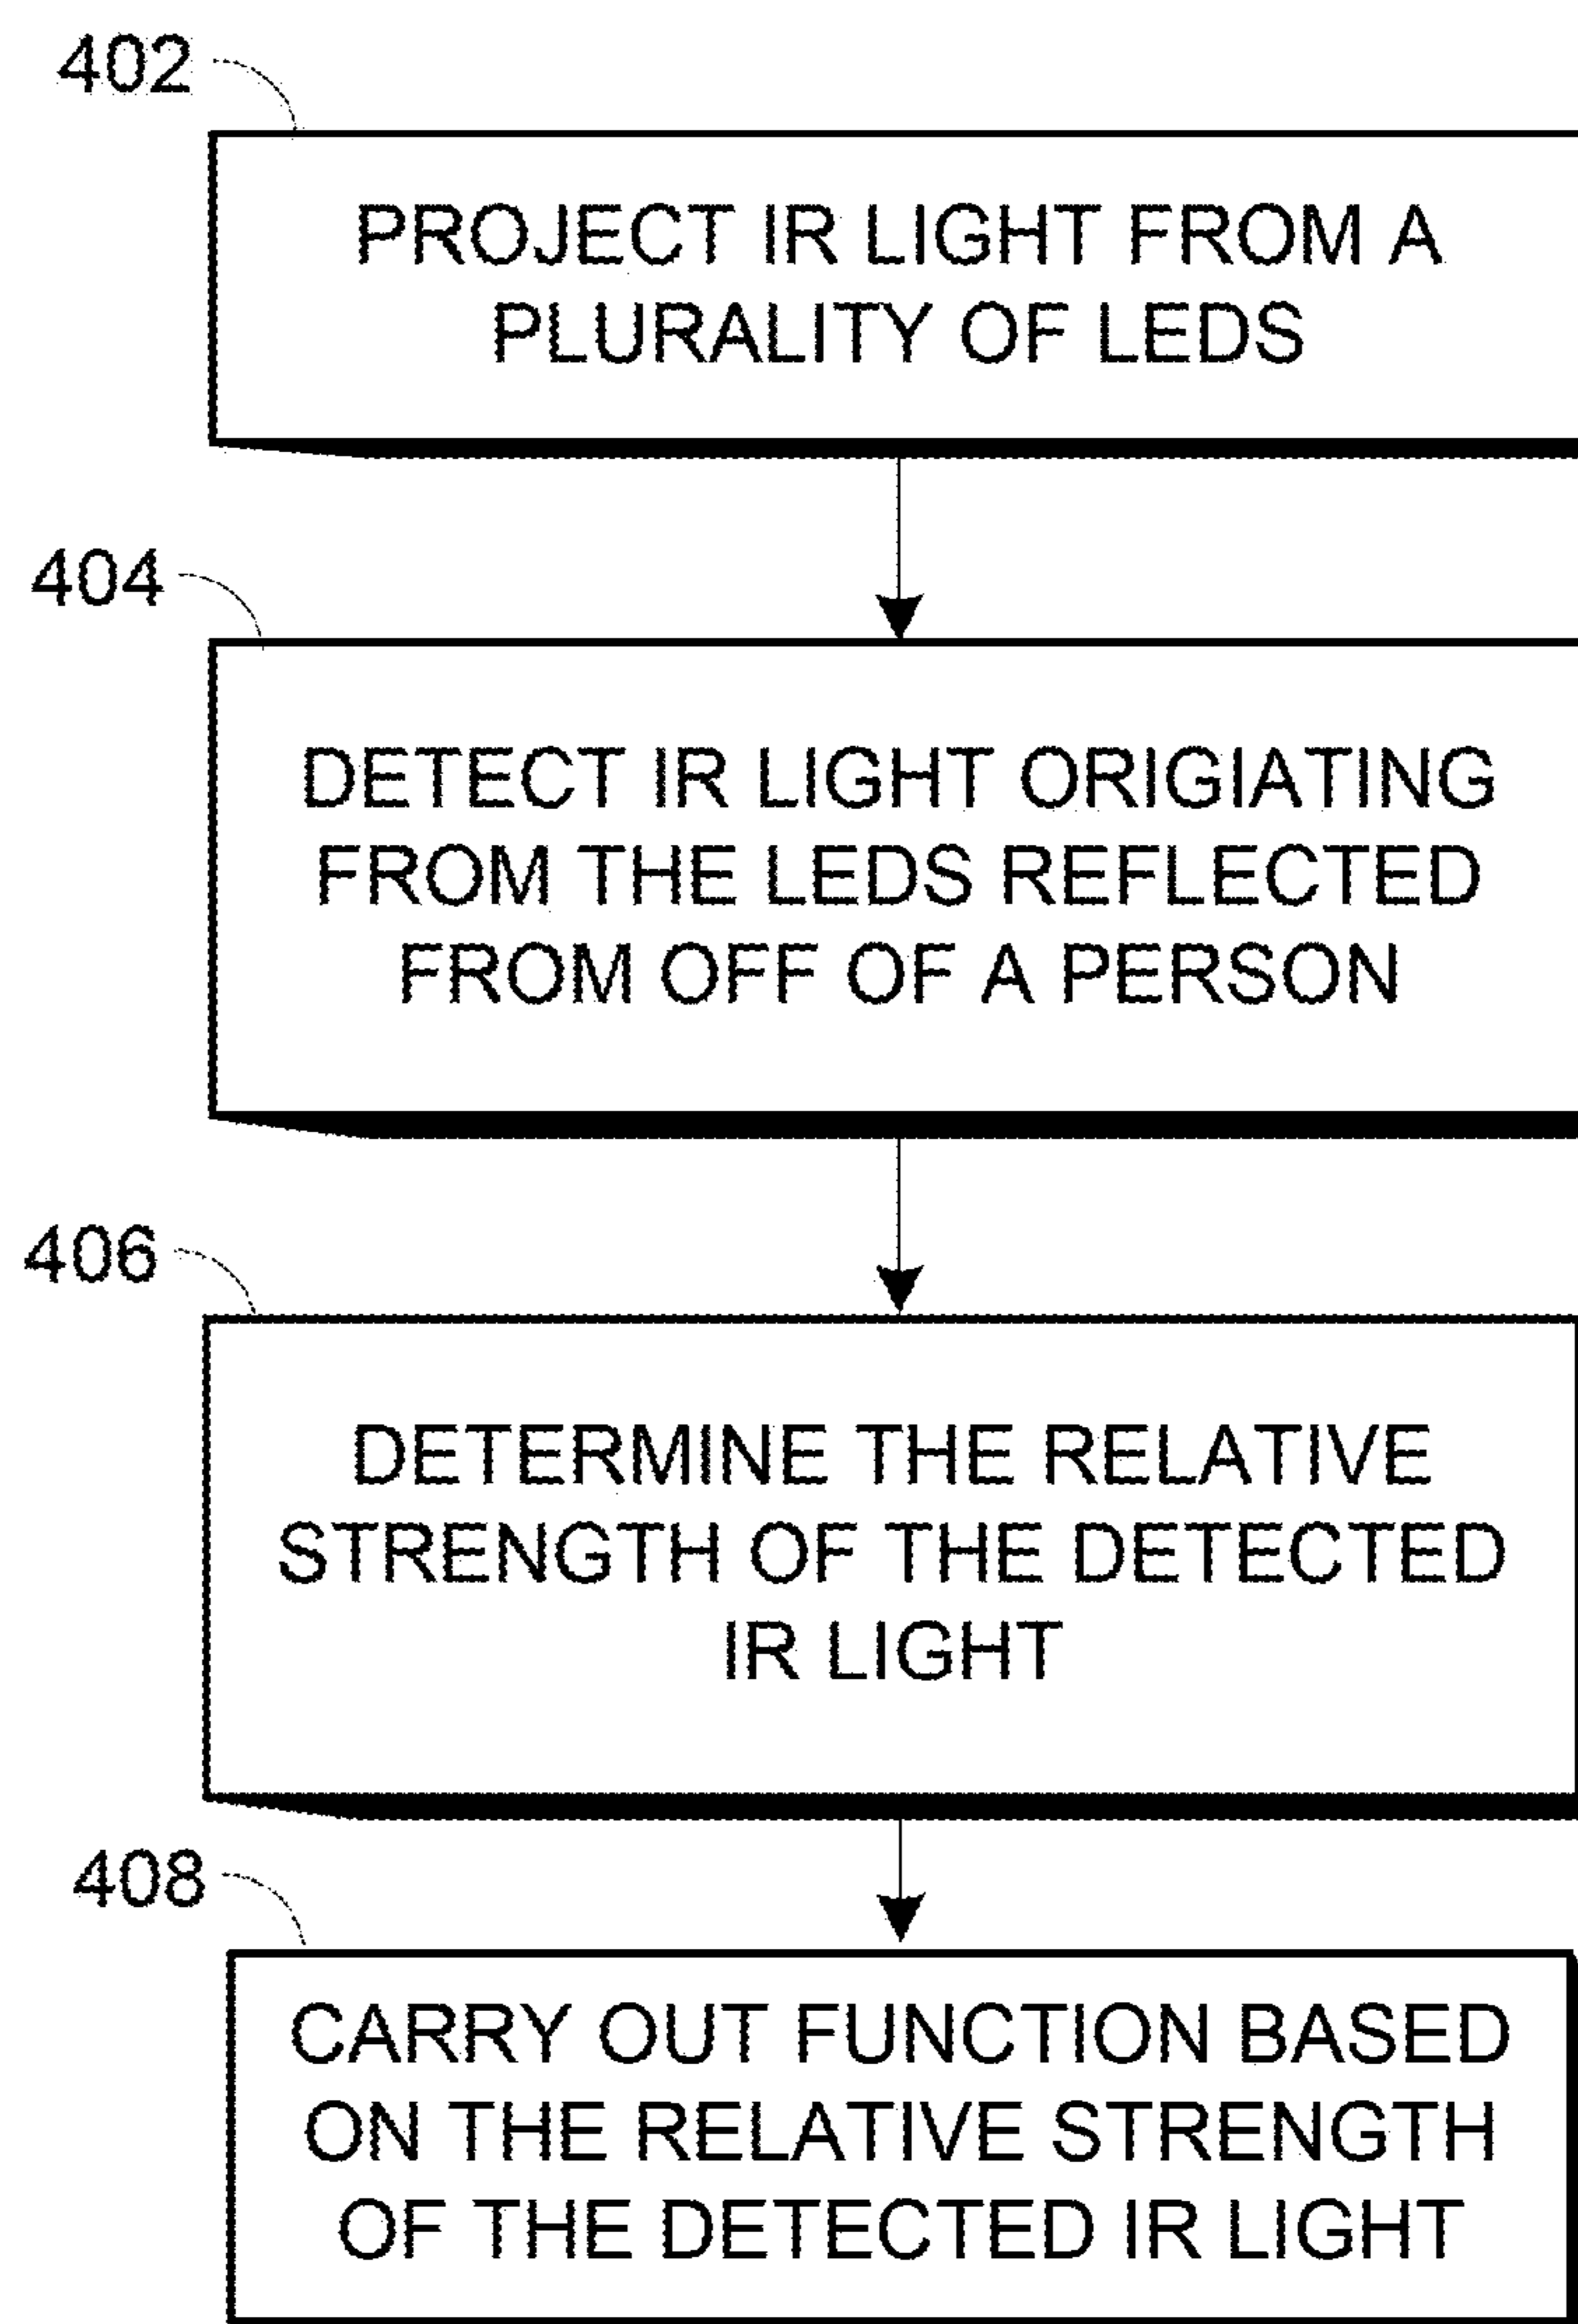 402
PROJECT IR LIGHT FROM A
PLURALITY OF LEDS
404
DETECT IR LIGHT ORIGIATING
FROM THE LEDS REFLECTED
FROM OFF OF A PERSON
406
DETERMINE THE RELATIVE
STRENGTH OF THE DETECTED
IR LIGHT
408
CARRY OUT FUNCTION BASED
ON THE RELATIVE STRENGTH
OF THE DETECTED IR LIGHT